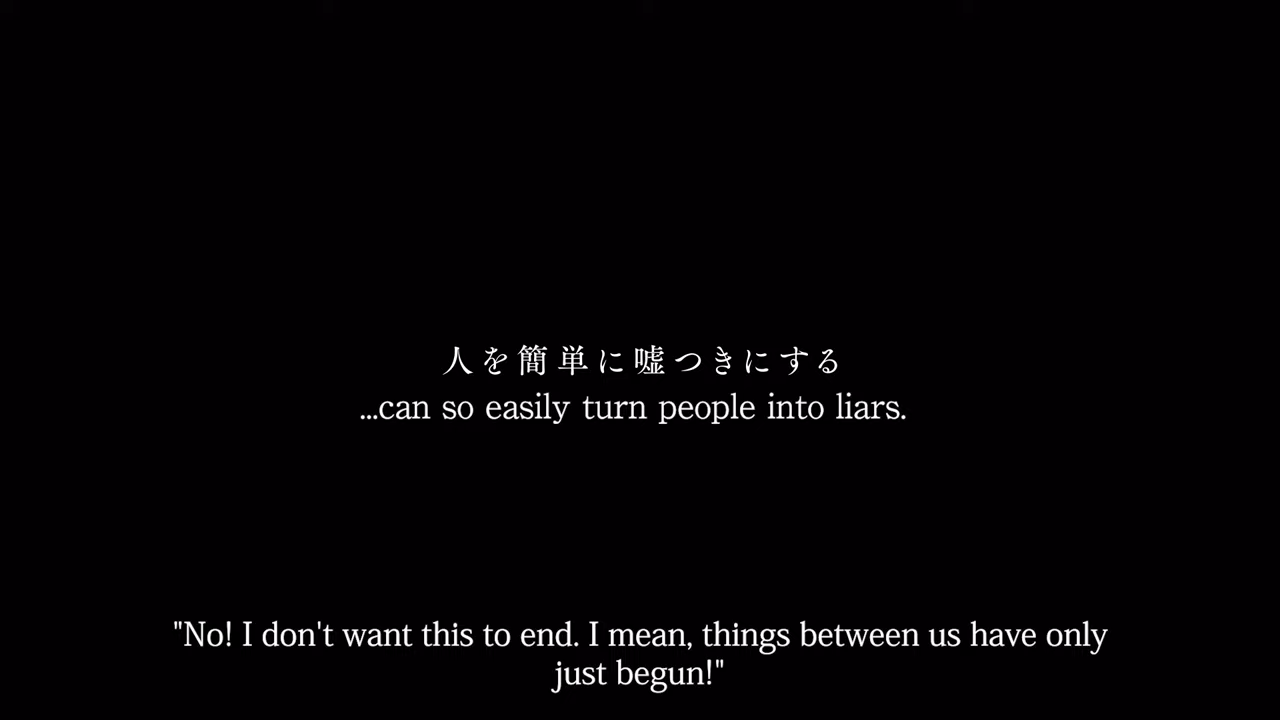 人を簡単に嘘つきにする
...can so easily turn people into liars.
"No! I don't want this to end. I mean, things between us have only
just begun!"